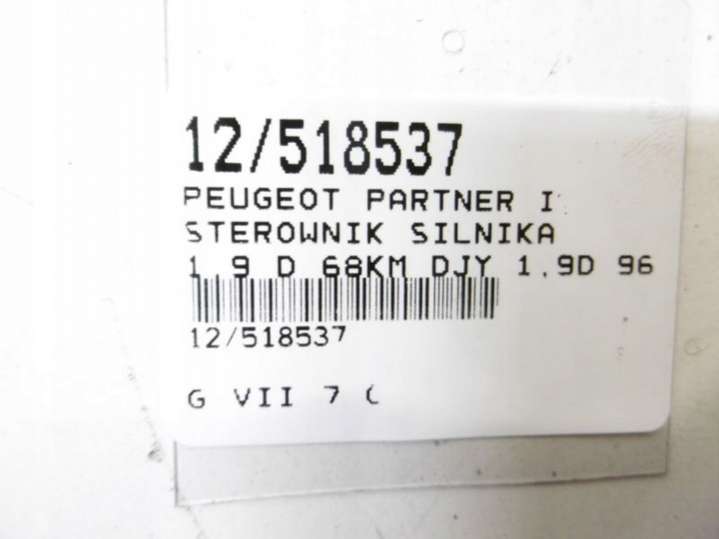 12/518537
PEUGEOT PARTNER I
STEROWNIK SILNIKA
1.9 D 68KM DJY 1.9D 96
12/518537
G VII 7